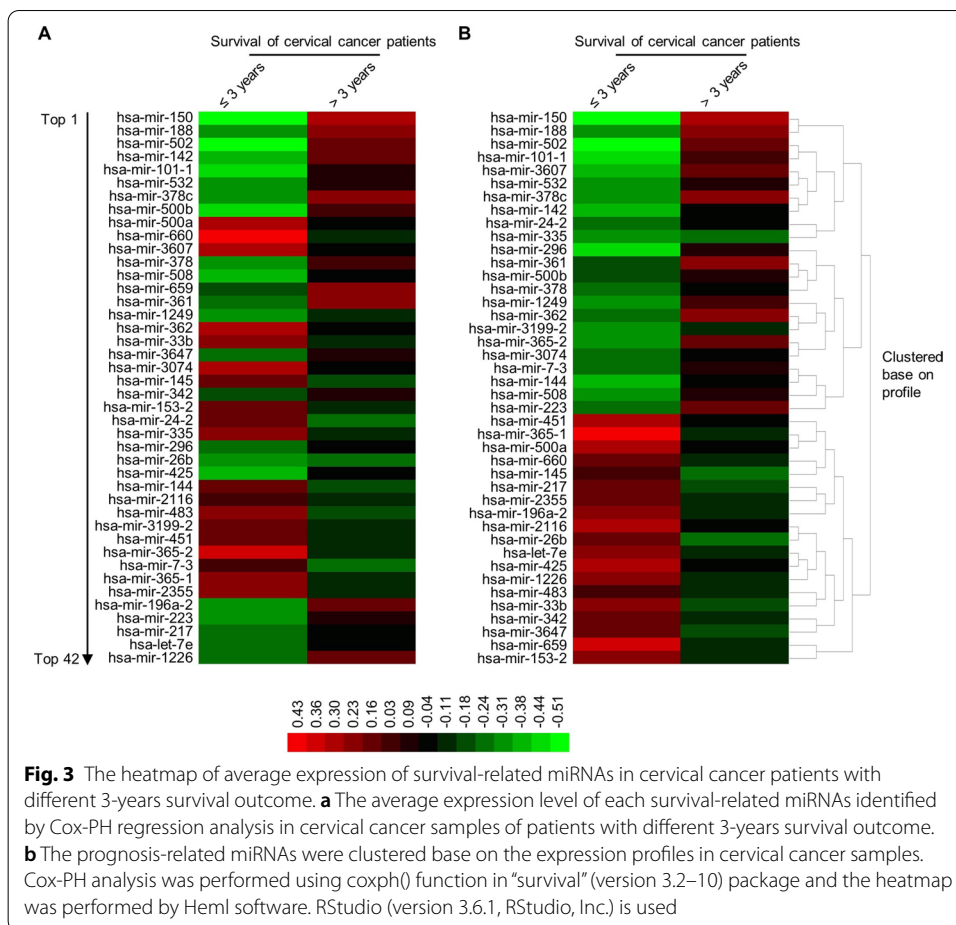 A
Survival of cervical cancer patients
≤ 3 years
> 3 years
Top 1
hsa-mir-150
hsa-mir-188
hsa-mir-502
hsa-mir-142
hsa-mir-101-1
hsa-mir-532
hsa-mir-378c
hsa-mir-500b
hsa-mir-500a
hsa-mir-660
hsa-mir-3607
hsa-mir-378
hsa-mir-508
hsa-mir-659
hsa-mir-361
hsa-mir-1249
hsa-mir-362
hsa-mir-33b
hsa-mir-3647
hsa-mir-3074
hsa-mir-145
hsa-mir-342
hsa-mir-153-2
hsa-mir-24-2
hsa-mir-335
hsa-mir-296
hsa-mir-26b
hsa-mir-425
hsa-mir-144
hsa-mir-2116
hsa-mir-483
hsa-mir-3199-2
hsa-mir-451
hsa-mir-365-2
hsa-mir-7-3
hsa-mir-365-1
hsa-mir-2355
hsa-mir-196a-2
hsa-mir-223
hsa-mir-217
hsa-let-7e
hsa-mir-1226
Top 42
B
Survival of cervical cancer patients
≤ 3 years
> 3 years
hsa-mir-150
hsa-mir-188
hsa-mir-502
hsa-mir-101-1
hsa-mir-3607
hsa-mir-532
hsa-mir-378c
hsa-mir-142
hsa-mir-24-2
hsa-mir-335
hsa-mir-296
hsa-mir-361
hsa-mir-500b
hsa-mir-378
hsa-mir-1249
hsa-mir-362
hsa-mir-3199-2
hsa-mir-365-2
hsa-mir-3074
hsa-mir-7-3
hsa-mir-144
hsa-mir-508
hsa-mir-223
hsa-mir-451
hsa-mir-365-1
hsa-mir-500a
hsa-mir-660
hsa-mir-145
hsa-mir-217
hsa-mir-2355
hsa-mir-196a-2
hsa-mir-2116
hsa-mir-26b
hsa-let-7e
hsa-mir-425
hsa-mir-1226
hsa-mir-483
hsa-mir-33b
hsa-mir-342
hsa-mir-3647
hsa-mir-659
hsa-mir-153-2
Clustered
base on
profile
0.43
0.36
0.30
0.23
0.16
0.03
0.09
-0.04
-0.11
-0.18
-0.24
-0.31
-0.38
-0.44
-0.51
Fig. 3 The heatmap of average expression of survival-related miRNAs in cervical cancer patients with
different 3-years survival outcome. a The average expression level of each survival-related miRNAs identified
by Cox-PH regression analysis in cervical cancer samples of patients with different 3-years survival outcome.
b The prognosis-related miRNAs were clustered base on the expression profiles in cervical cancer samples.
Cox-PH analysis was performed using coxph() function in “survival” (version 3.2–10) package and the heatmap
was performed by HemI software. RStudio (version 3.6.1, RStudio, Inc.) is used